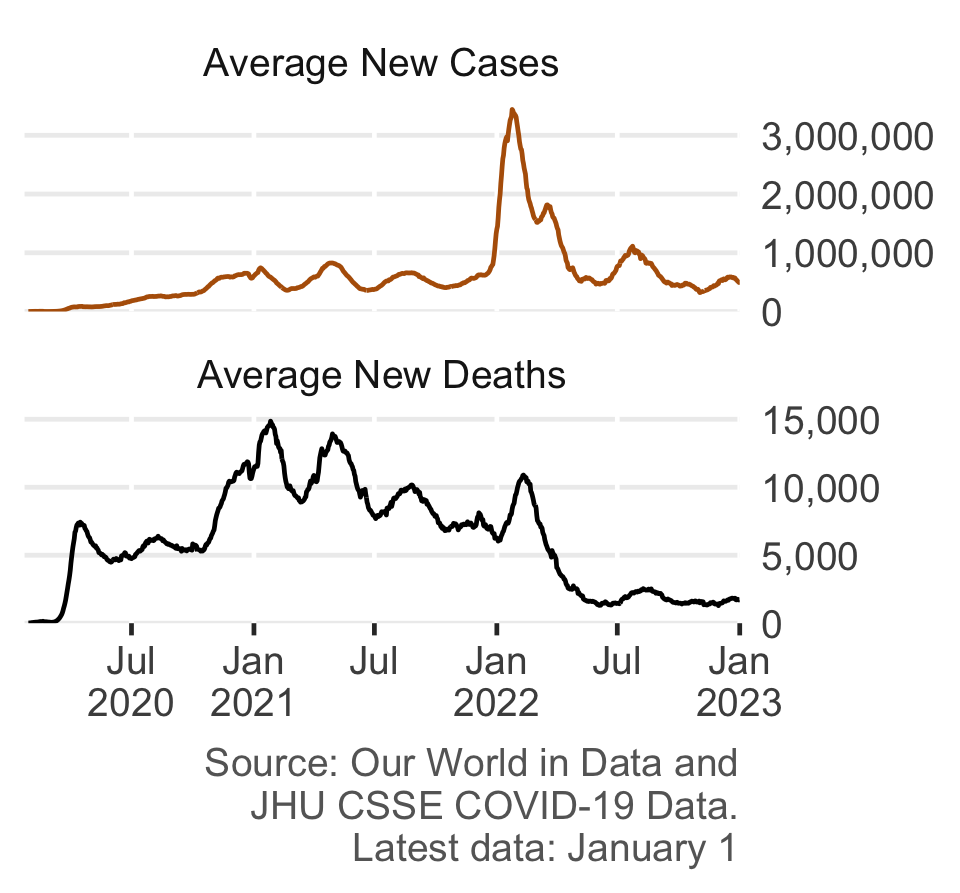 Average New Cases
3,000,000
2,000,000
1,000,000
0
Average New Deaths
15,000
10,000
5,000
0
Jul Jan Jul Jan Jul Jan
2020 2021 2022 2023
Source: Our World in Data and
JHU CSSE COVID-19 Data.
Latest data: January 1